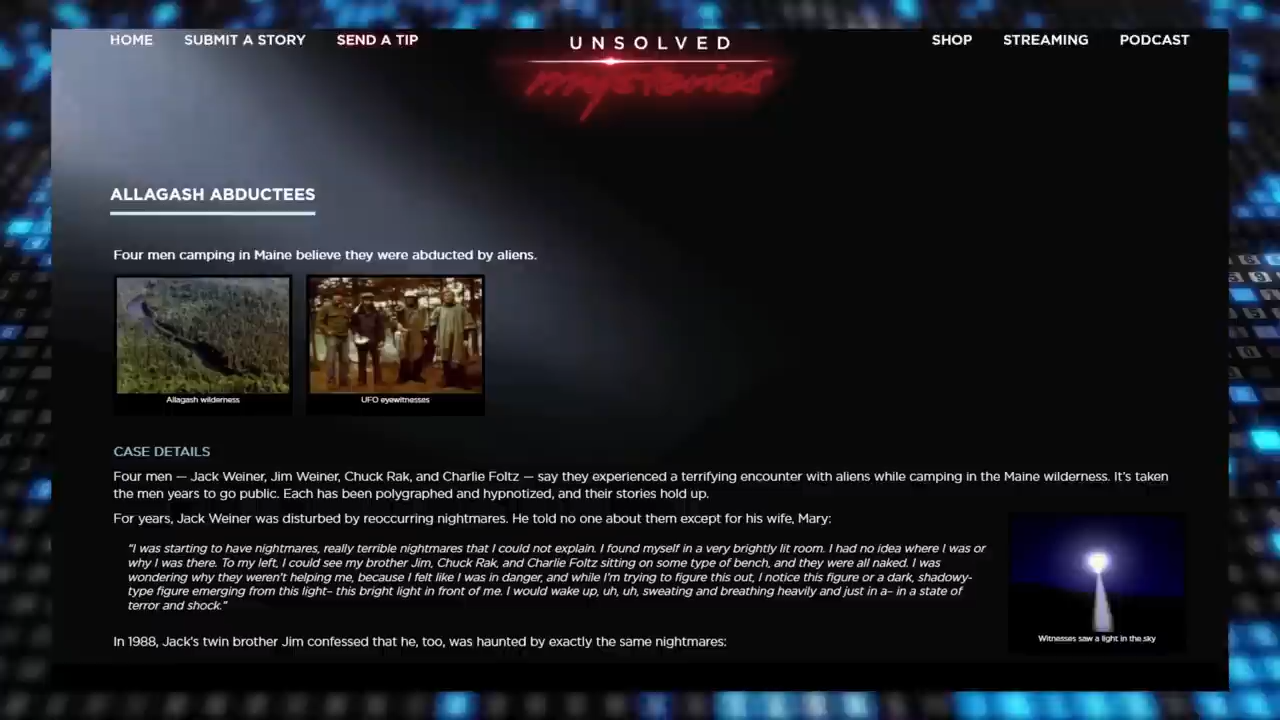 HOME SUBMIT A STORY SEND A TIP
UNSOLVED
mysteries
SHOP STREAMING PODCAST
ALLAGASH ABDUCTEES
Four men camping in Maine believe they were abducted by aliens.
Allagash wilderness
UFO eyewitnesses
CASE DETAILS
Four men — Jack Weiner, Jim Weiner, Chuck Rak, and Charlie Foltz — say they experienced a terrifying encounter with aliens while camping in the Maine wilderness. It's taken
the men years to go public. Each has been polygraphed and hypnotized, and their stories hold up.
For years, Jack Weiner was disturbed by reoccurring nightmares. He told no one about them except for his wife, Mary:
"I was starting to have nightmares, really terrible nightmares that I could not explain. I found myself in a very brightly lit room. I had no idea where I was or
why I was there. To my left, I could see my brother Jim, Chuck Rak, and Charlie Foltz sitting on some type of bench, and they were all naked. I was
wondering why they weren't helping me, because I felt like I was in danger, and while I'm trying to figure this out, I notice this figure or a dark, shadowy-
type figure emerging from this light– this bright light in front of me. I would wake up, uh, uh, sweating and breathing heavily and just in a– in a state of
terror and shock."
Witnesses saw a light in the sky
In 1988, Jack's twin brother Jim confessed that he, too, was haunted by exactly the same nightmares: